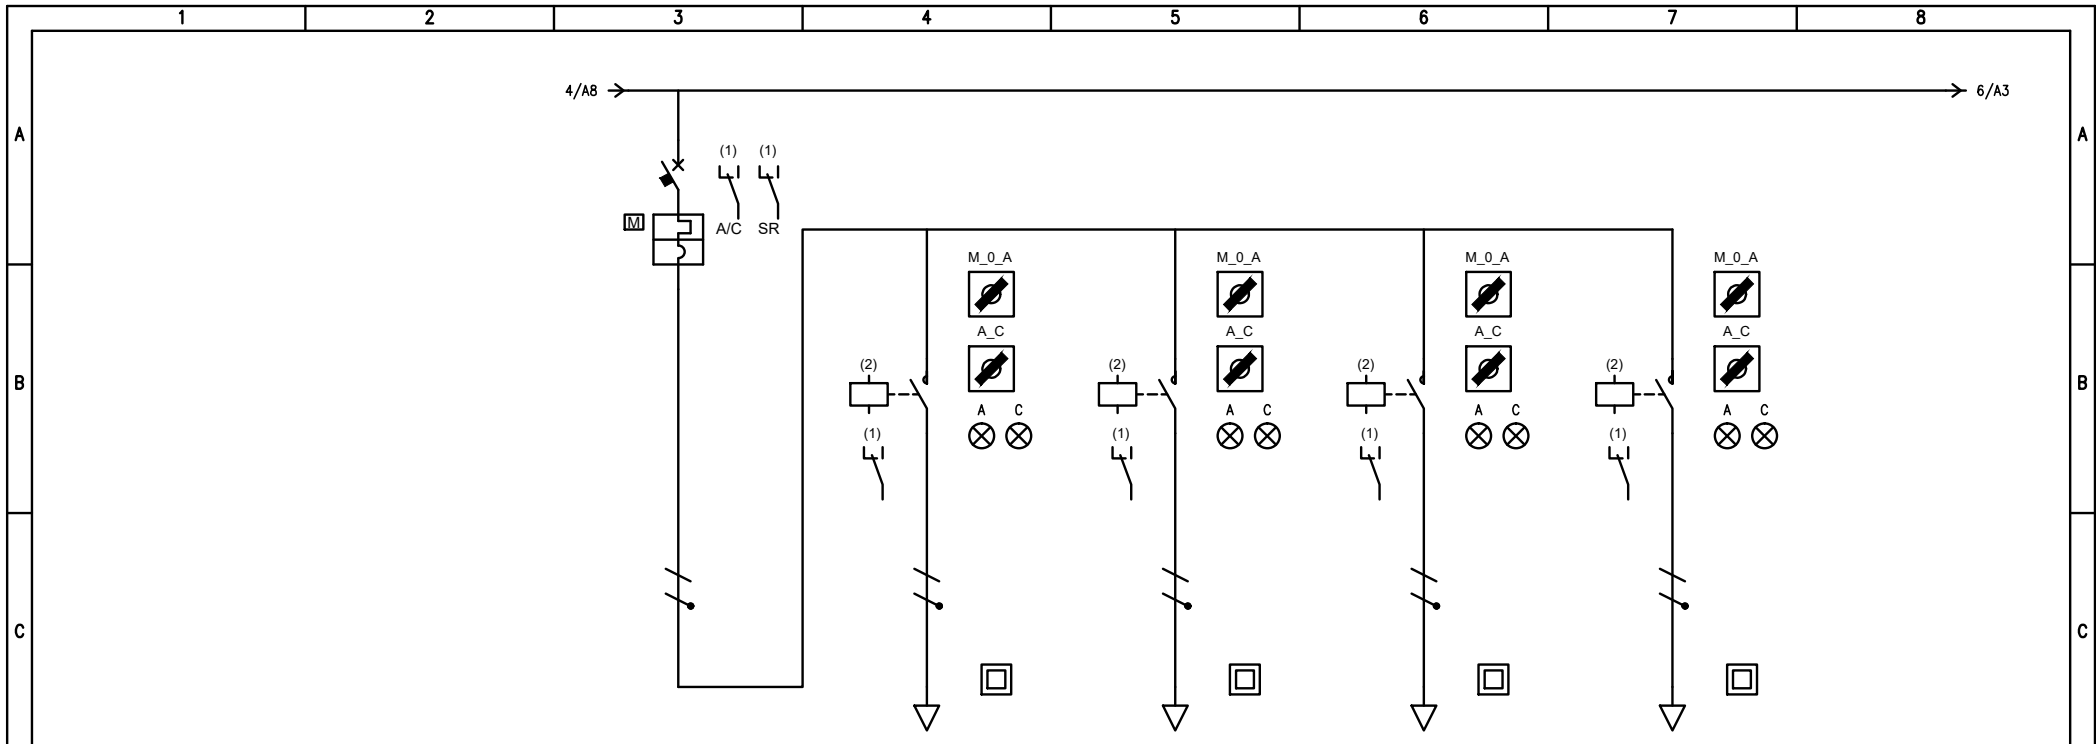 1 2 3 4 5 6 7 8
4/A8 6/A3
A A
(1) (1)
M A/C SR
M_0_A M_0_A M_0_A M_0_A
A_C A_C A_C A_C
B (2) (2) (2) (2) B
A C A C A C A C
(1) (1) (1) (1)
C C